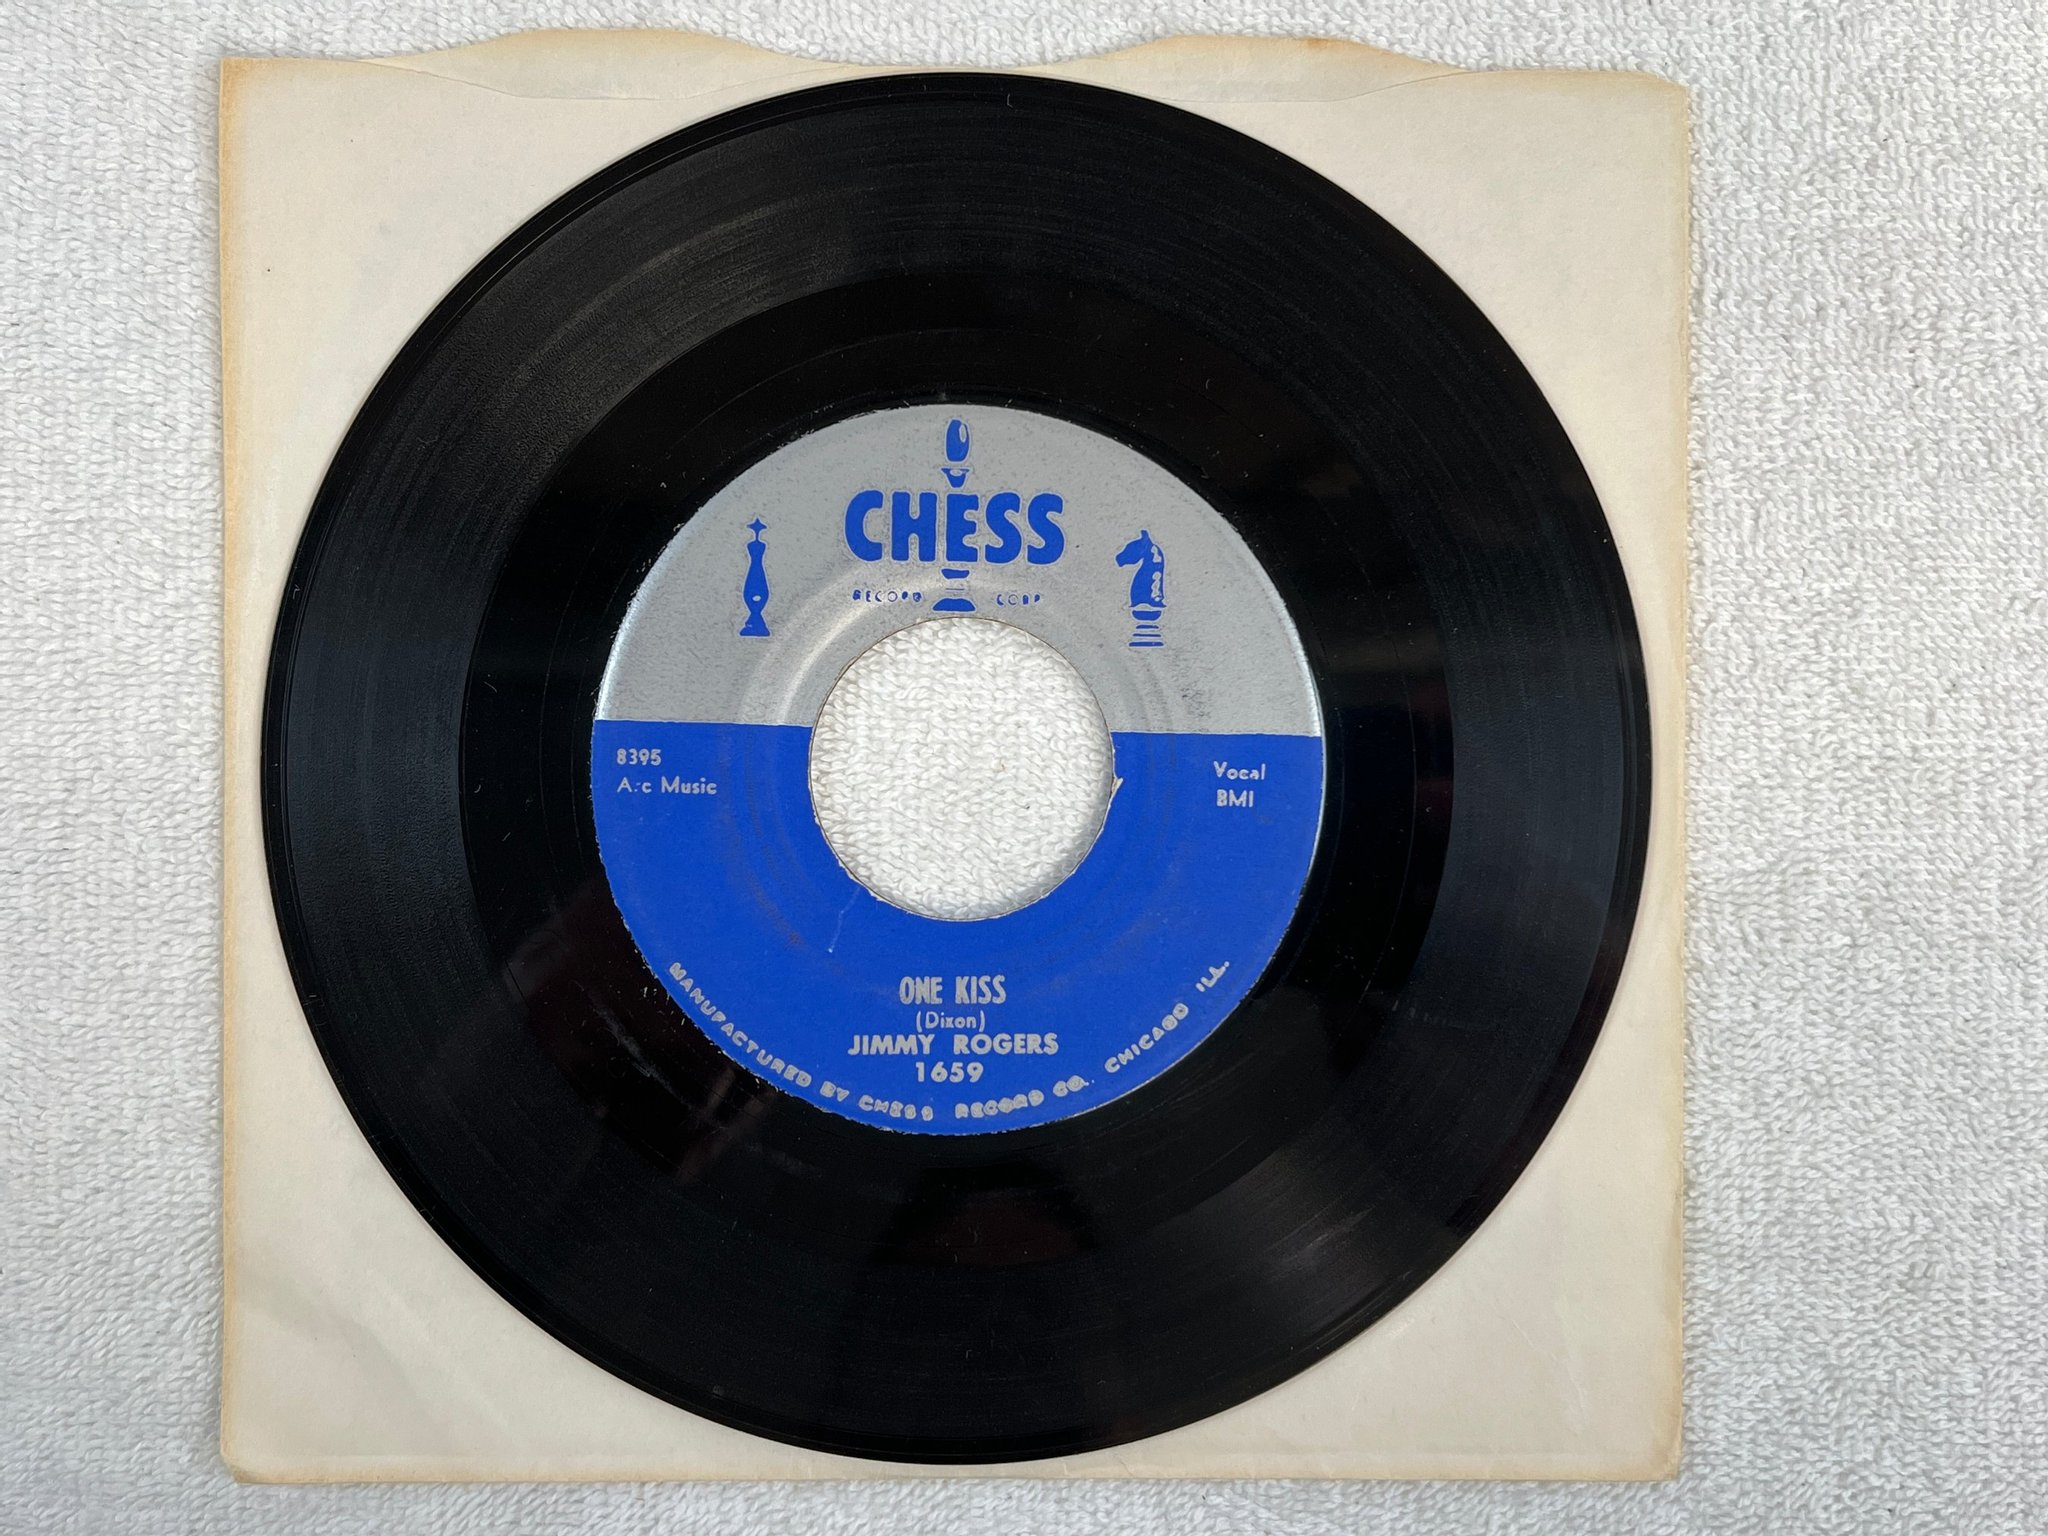 CHESS
RECORD CORP
8395
Arc Music
Vocal
BMI
ONE KISS
(Dixon)
JIMMY ROGERS
1659
MANUFACTURED BY CHESS RECORD CO. CHICAGO ILL.